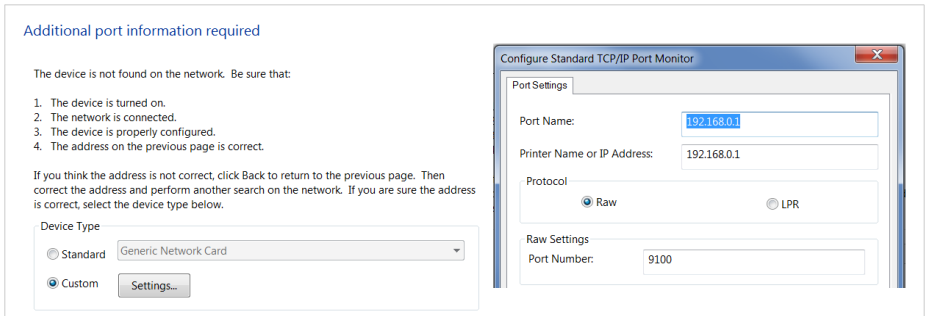 Additional port information required
The device is not found on the network.  Be sure that:
1.  The device is turned on.
2.  The network is connected.
3.  The device is properly configured.
4.  The address on the previous page is correct.
If you think the address is not correct, click Back to return to the previous page.  Then
correct the address and perform another search on the network.  If you are sure the address
is correct, select the device type below.
Device Type
Standard
Generic Network Card
Custom
Settings...
Configure Standard TCP/IP Port Monitor
Port Settings
Port Name:
192.168.0.1
Printer Name or IP Address:
192.168.0.1
Protocol
Raw
LPR
Raw Settings
Port Number:
9100